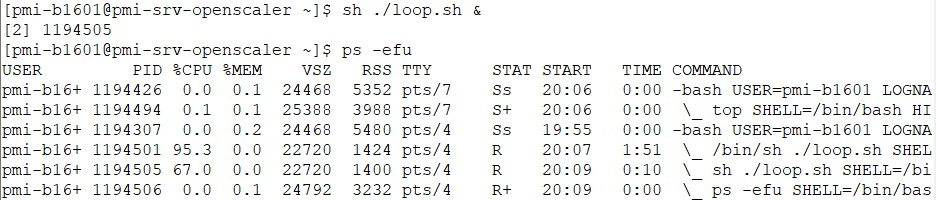 [pmi-b1601@pmi-srv-openscaler ~]$ sh ./loop.sh &
[2] 1194505
[pmi-b1601@pmi-srv-openscaler ~]$ ps -efu
USER         PID %CPU %MEM    VSZ   RSS TTY      STAT START   TIME COMMAND
pmi-b16+ 1194426  0.0  0.1  24468  5352 pts/7    Ss   20:06   0:00 -bash USER=pmi-b1601 LOGNA
pmi-b16+ 1194494  0.1  0.1  25388  3988 pts/7    S+   20:06   0:00  \_ top SHELL=/bin/bash HI
pmi-b16+ 1194307  0.0  0.2  24468  5480 pts/4    Ss   19:55   0:00 -bash USER=pmi-b1601 LOGNA
pmi-b16+ 1194501 95.3  0.0  22720  1424 pts/4    R    20:07   1:51  \_ /bin/sh ./loop.sh SHEL
pmi-b16+ 1194505 67.0  0.0  22720  1400 pts/4    R    20:09   0:10  \_ sh ./loop.sh SHELL=/bi
pmi-b16+ 1194506  0.0  0.1  24792  3232 pts/4    R+   20:09   0:00  \_ ps -efu SHELL=/bin/bas